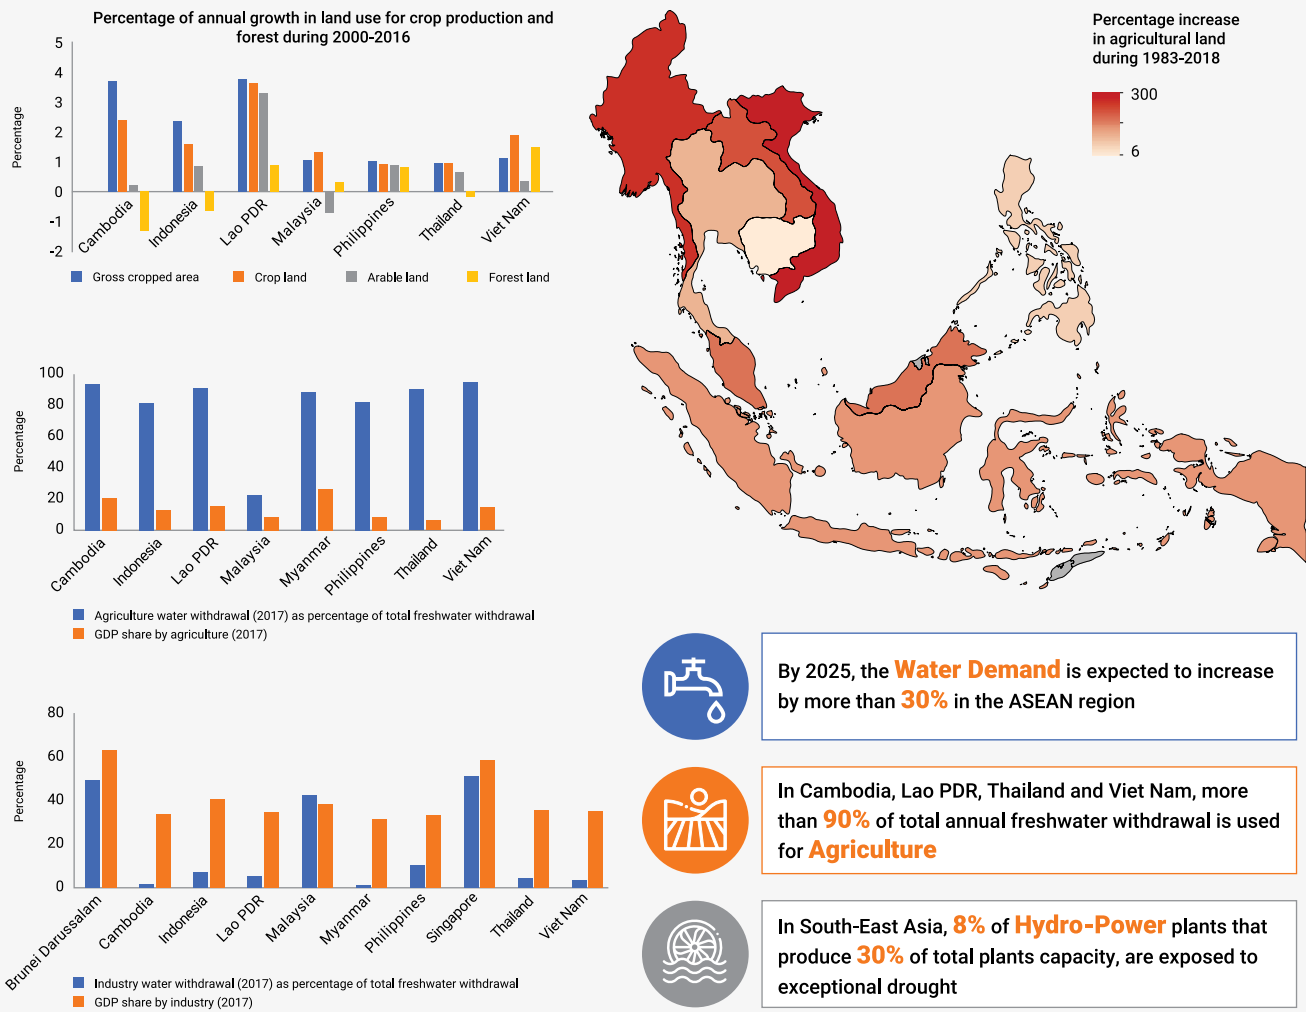 Percentage of annual growth in land use for crop production and
forest during 2000-2016
Percentage
5
4
3
2
1
0
-1
-2
Cambodia
Indonesia
Lao PDR
Malaysia
Philippines
Thailand
Viet Nam
Gross cropped area
Crop land
Arable land
Forest land
Percentage
100
80
60
40
20
0
Cambodia
Indonesia
Lao PDR
Malaysia
Myanmar
Philippines
Thailand
Viet Nam
Agriculture water withdrawal (2017) as percentage of total freshwater withdrawal
GDP share by agriculture (2017)
Percentage
80
60
40
20
0
Brunei Darussalam
Cambodia
Indonesia
Lao PDR
Malaysia
Myanmar
Philippines
Singapore
Thailand
Viet Nam
Industry water withdrawal (2017) as percentage of total freshwater withdrawal
GDP share by industry (2017)
Percentage increase
in agricultural land
during 1983-2018
300
6
By 2025, the Water Demand is expected to increase
by more than 30% in the ASEAN region
In Cambodia, Lao PDR, Thailand and Viet Nam, more
than 90% of total annual freshwater withdrawal is used
for Agriculture
In South-East Asia, 8% of Hydro-Power plants that
produce 30% of total plants capacity, are exposed to
exceptional drought